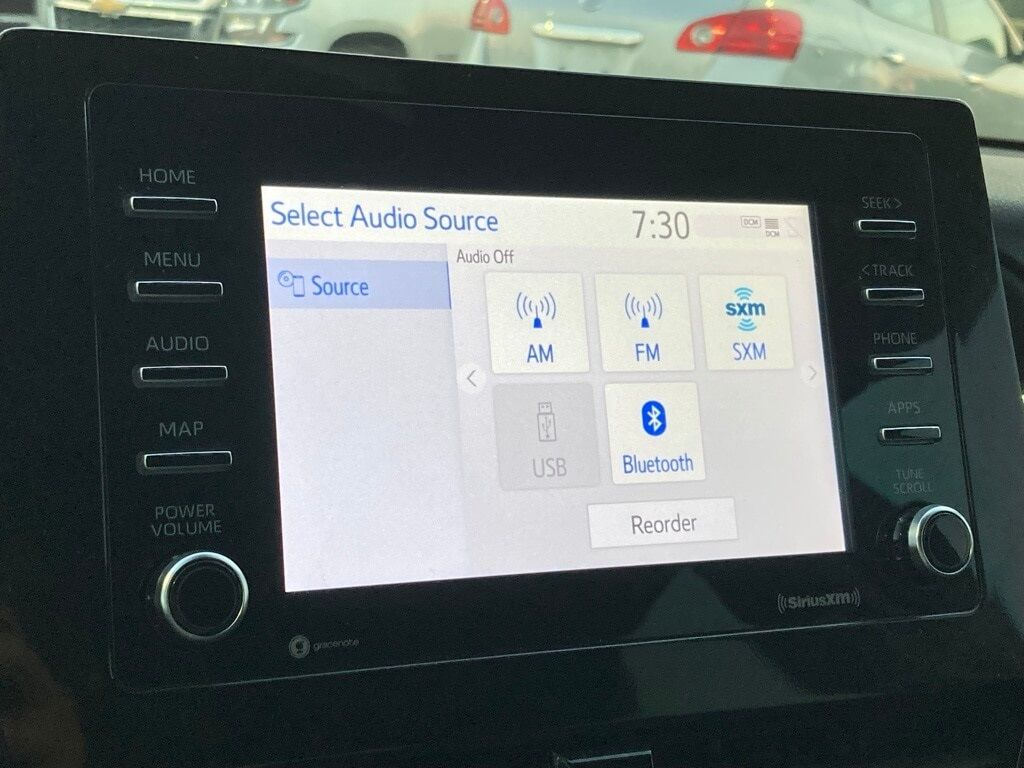 HOME
MENU
AUDIO
MAP
POWER
VOLUME
Select Audio Source
7:30
DCM
DCM
Source
Audio Off
AM
FM
sxm
SXM
USB
Bluetooth
Reorder
SEEK >
< TRACK
PHONE
APPS
TUNE
SCROLL
gracenote
((SiriusXM))